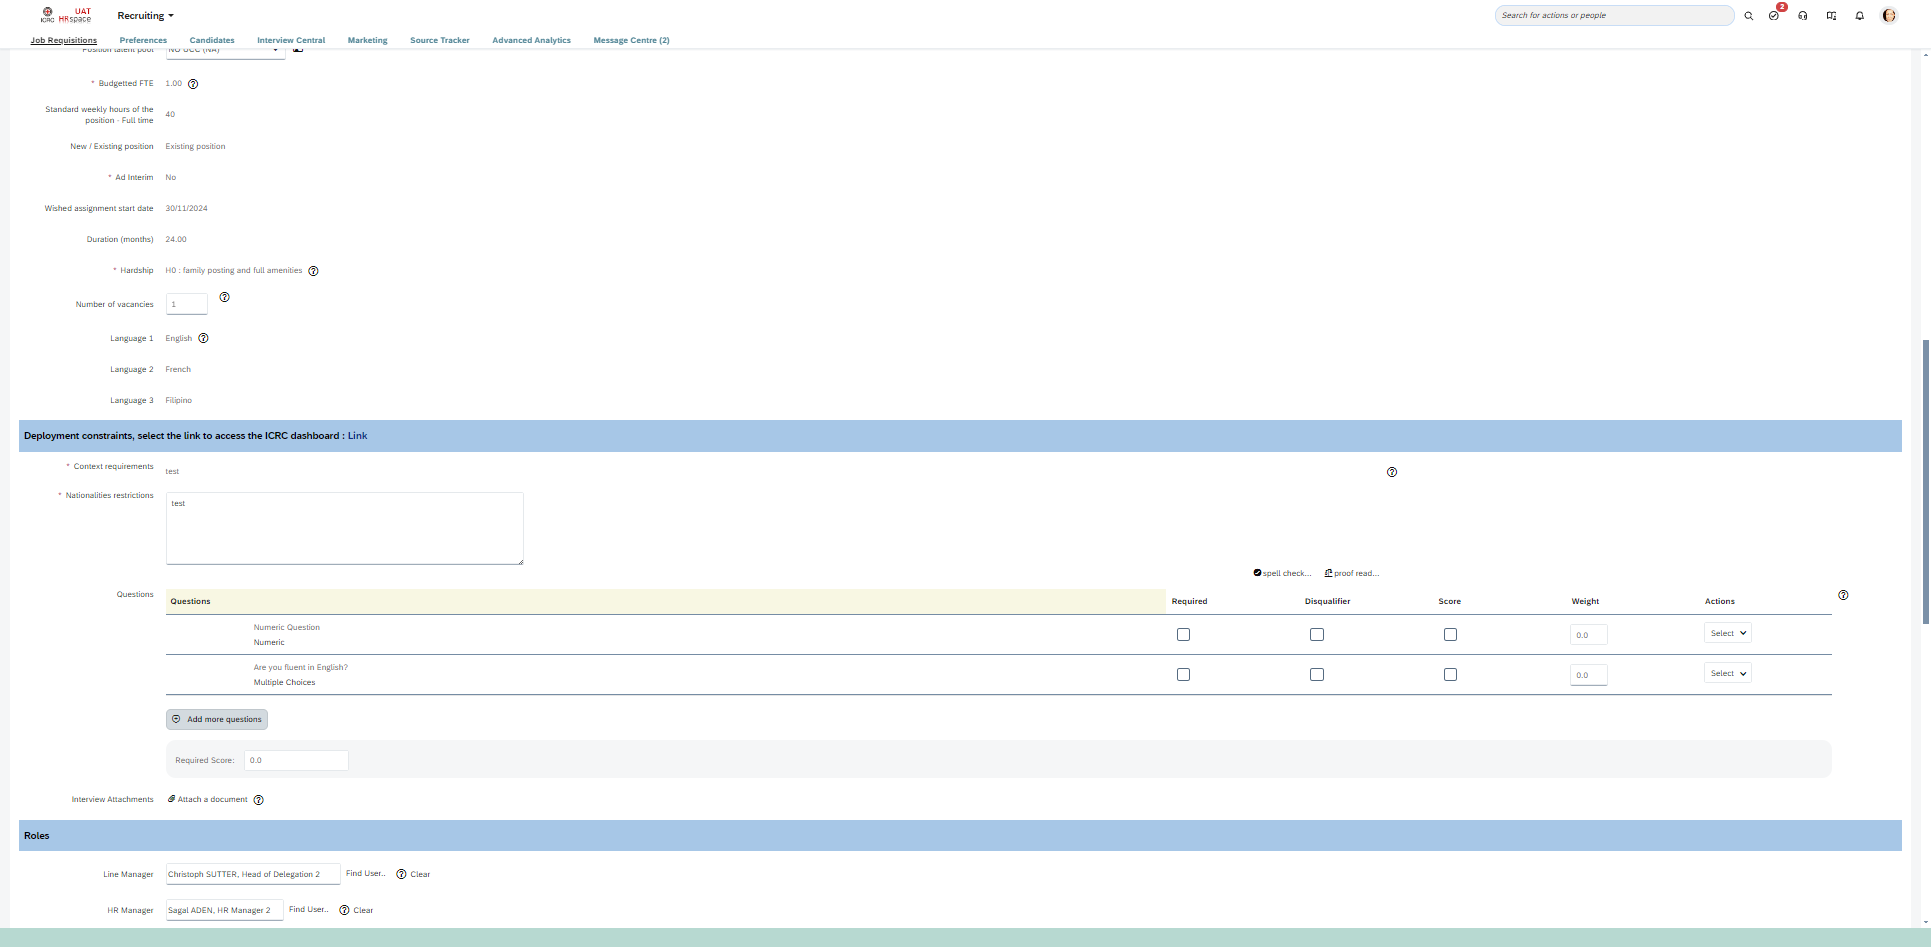 ICRC
UAT
HRspace
Recruiting
Search for actions or people
2
Job Requisitions Preferences Candidates Interview Central Marketing Source Tracker Advanced Analytics Message Centre (2)
Position talent pool NO UCC (NA)
* Budgetted FTE 1.00
Standard weekly hours of the
position - Full time
40
New / Existing position Existing position
* Ad Interim No
Wished assignment start date 30/11/2024
Duration (months) 24.00
* Hardship H0 : family posting and full amenities
Number of vacancies 1
Language 1 English
Language 2 French
Language 3 Filipino
Deployment constraints, select the link to access the ICRC dashboard : Link
* Context requirements test
* Nationalities restrictions test
spell check... proof read...
Questions
Questions Required Disqualifier Score Weight Actions
Numeric Question
Numeric
0.0 Select
Are you fluent in English?
Multiple Choices
0.0 Select
Add more questions
Required Score: 0.0
Interview Attachments Attach a document
Roles
Line Manager Christoph SUTTER, Head of Delegation 2 Find User.. Clear
HR Manager Sagal ADEN, HR Manager 2 Find User.. Clear